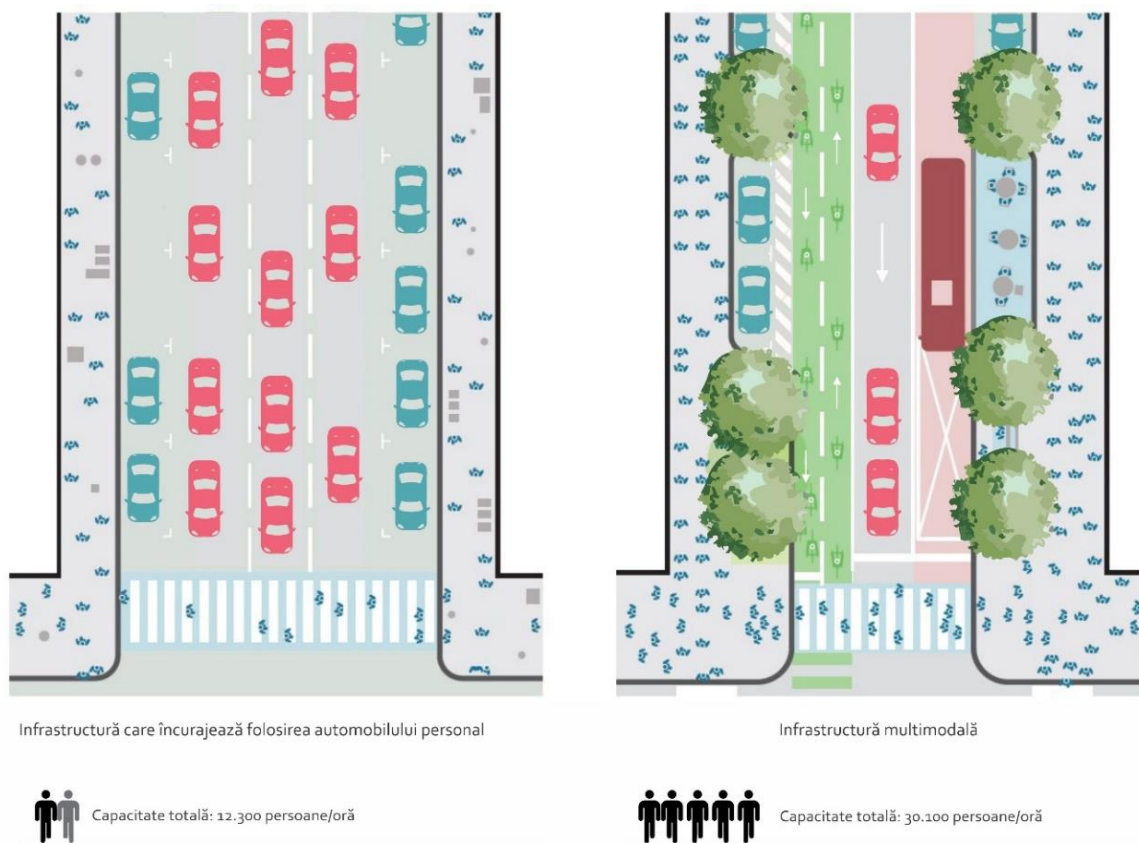 Infrastructură care încurajează folosirea automobilului personal
Infrastructură multimodală
Capacitate totală: 12.300 persoane/oră
Capacitate totală: 30.100 persoane/oră